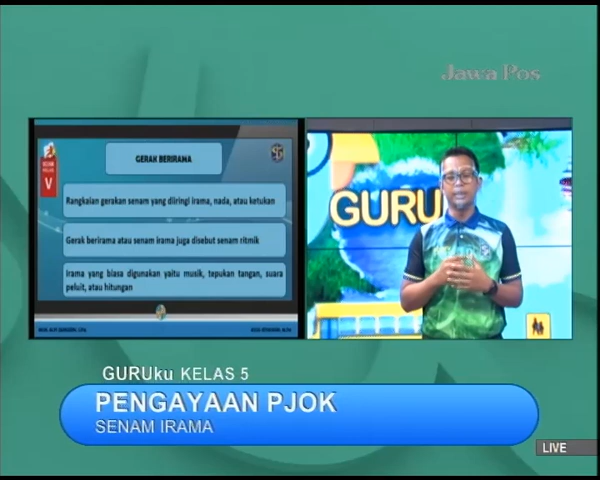 Jawa Pos
GERAK BERIRAMA
V
Rangkaian gerakan senam yang diiringi irama, nada, atau ketukan
Gerak berirama atau senam irama juga disebut senam ritmik
Irama yang biasa digunakan yaitu musik, tepukan tangan, suara
peluit, atau hitungan
GURU
GURUku KELAS 5
PENGAYAAN PJOK
SENAM IRAMA
LIVE